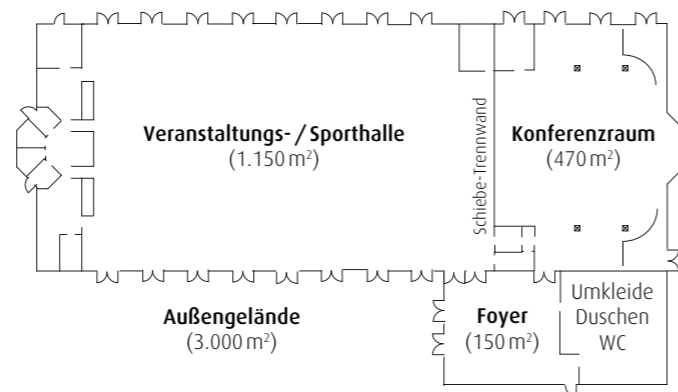 Veranstaltungs- / Sporthalle
(1.150 m²)
Schiebe-Trennwand
Konferenzraum
(470 m²)
Außengelände
(3.000 m²)
Foyer
(150 m²)
Umkleide
Duschen
WC